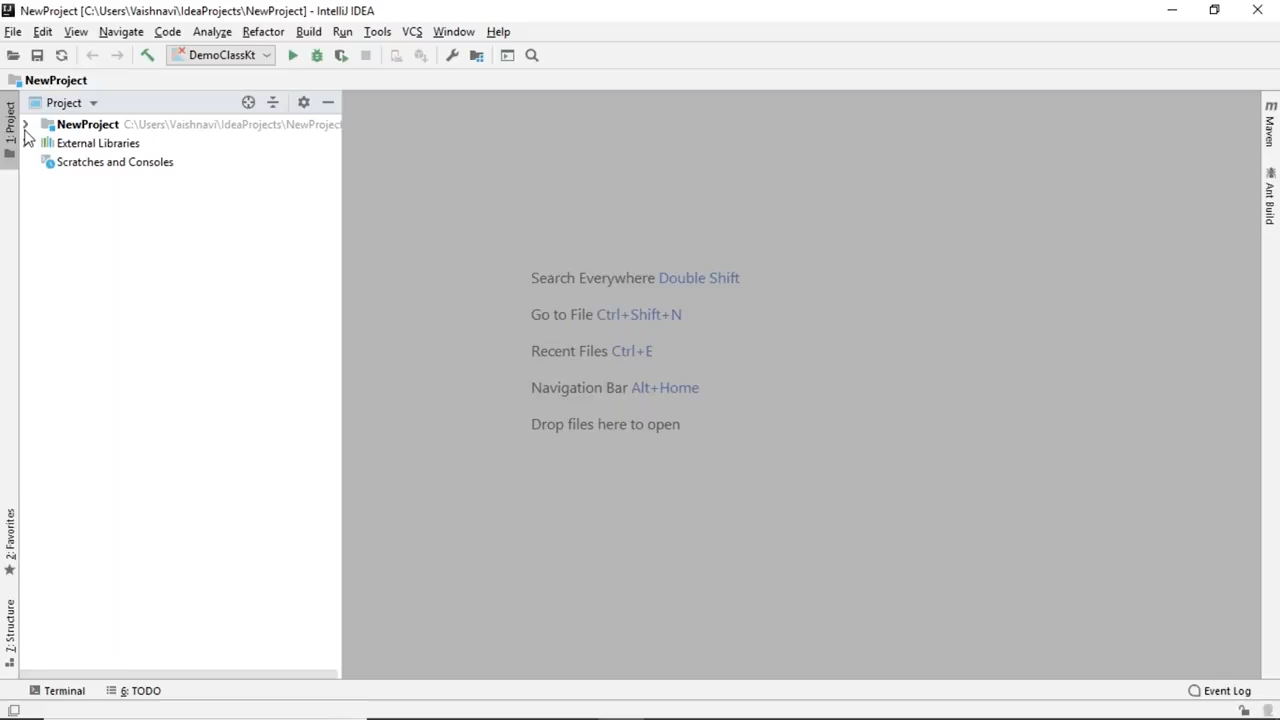 NewProject [C:\Users\Vaishnavi\IdeaProjects\NewProject] - IntelliJ IDEA
File Edit View Navigate Code Analyze Refactor Build Run Tools VCS Window Help
DemoClassKt
NewProject
1: Project
Project
NewProject C:\Users\Vaishnavi\IdeaProjects\NewProject
External Libraries
Scratches and Consoles
Search Everywhere Double Shift
Go to File Ctrl+Shift+N
Recent Files Ctrl+E
Navigation Bar Alt+Home
Drop files here to open
m Maven
Ant Build
2: Favorites
7: Structure
Terminal 6: TODO Event Log